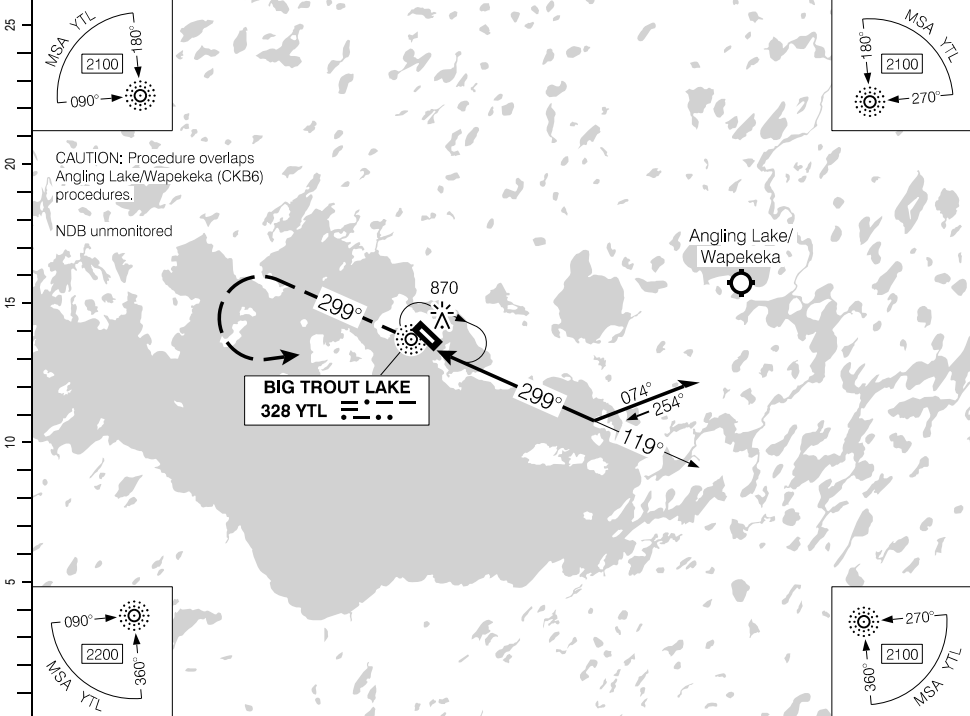 25
20
15
10
5
MSA YTL
180°
2100
090°
MSA YTL
180°
2100
270°
CAUTION: Procedure overlaps
Angling Lake/Wapekeka (CKB6)
procedures.
NDB unmonitored
Angling Lake/
Wapekeka
870
299°
BIG TROUT LAKE
328 YTL
299°
074°
254°
119°
090°
2200
360°
MSA YTL
270°
2100
360°
MSA YTL